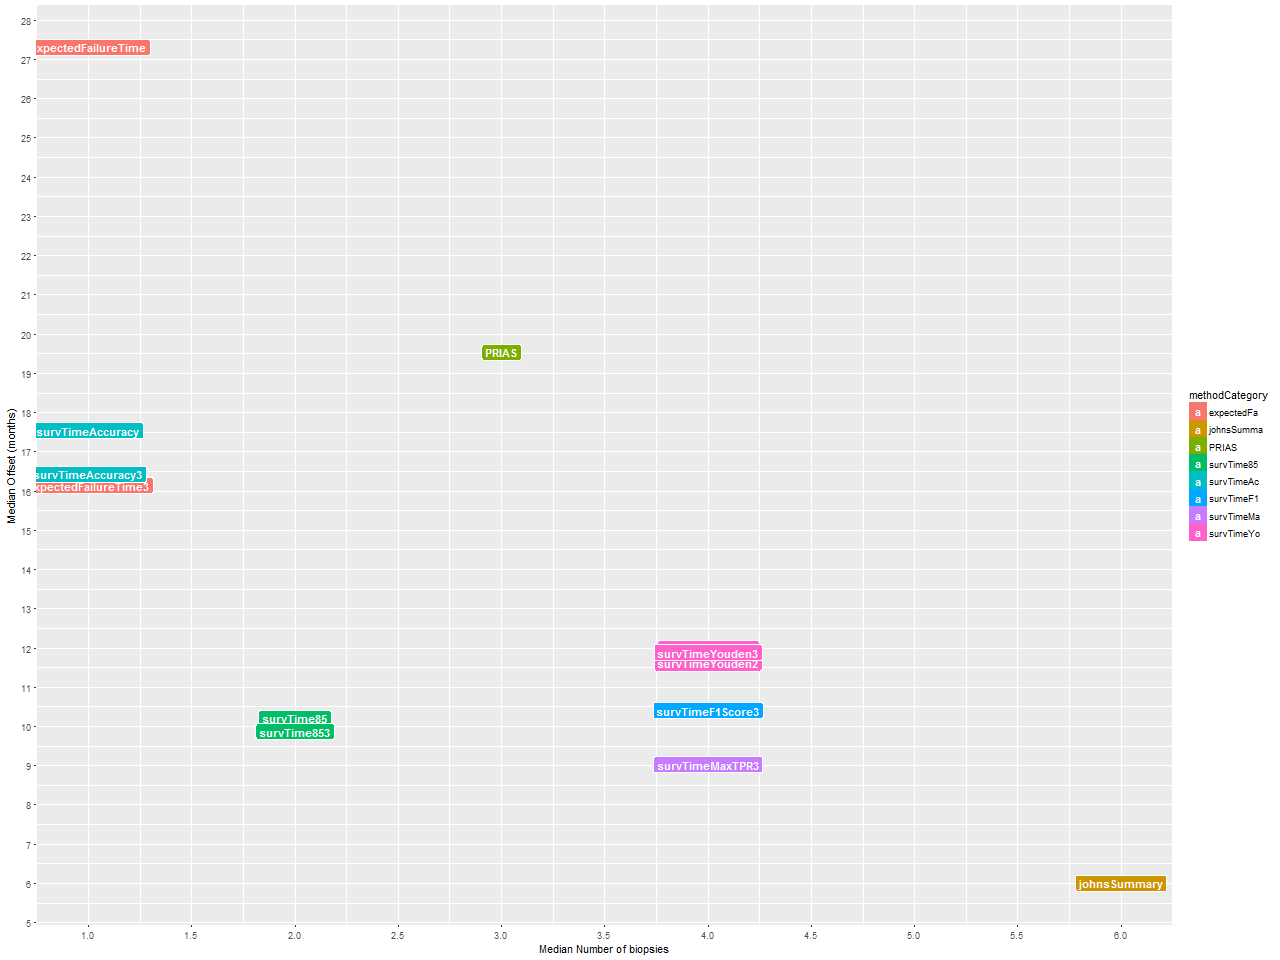 28
27
26
25
24
23
22
21
20
19
18
17
16
15
14
13
12
11
10
9
8
7
6
5
Median Offset (months)
xpectedFailureTime
PRIAS
survTimeAccuracy
survTimeAccuracy3
xpectedFailureTime3
survTimeYouden3
survTimeYouden2
survTimeF1Score3
survTime85
survTime853
survTimeMaxTPR3
johnsSummary
1.0 1.5 2.0 2.5 3.0 3.5 4.0 4.5 5.0 5.5 6.0
Median Number of biopsies
methodCategory
a expectedFa
a johnsSumma
a PRIAS
a survTime85
a survTimeAc
a survTimeF1
a survTimeMa
a survTimeYo